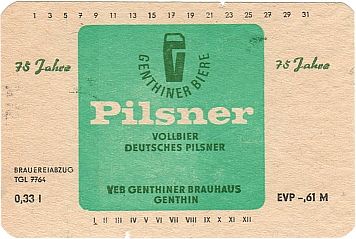 1 3 5 7 9 11 13 15 17 19 21 23 25 27 29 31
GENTHINER BIERE
75 Jahre
75 Jahre
Pilsner
VOLLBIER
DEUTSCHES PILSNER
BRAUEREIABZUG
TGL 7764
0,33 l
VEB GENTHINER BRAUHAUS
GENTHIN
EVP -,61 M
I II III IV V VI VII VIII IX X XI XII